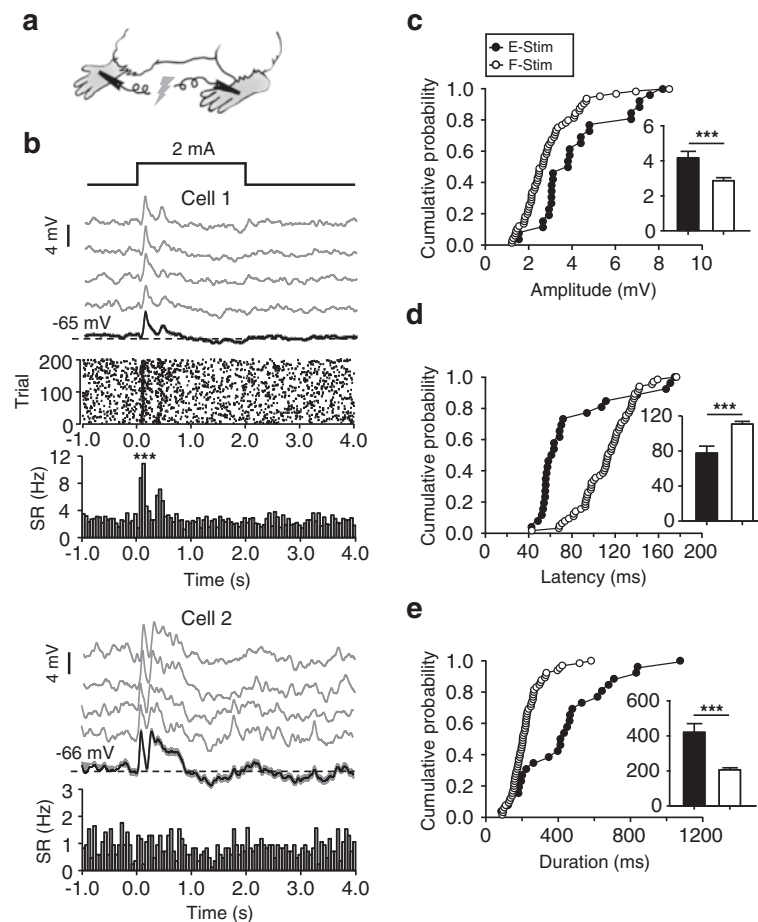 a
b
2 mA
Cell 1
4 mV
-65 mV
200
100
0
Trial
-1.0 0.0 1.0 2.0 3.0 4.0
***
12
8
4
0
SR (Hz)
-1.0 0.0 1.0 2.0 3.0 4.0
Time (s)
Cell 2
4 mV
-66 mV
3
2
1
0
SR (Hz)
-1.0 0.0 1.0 2.0 3.0 4.0
Time (s)
c
E-Stim
F-Stim
Cumulative probability
1.0
0.8
0.6
0.4
0.2
0.0
0 2 4 6 8 10
Amplitude (mV)
***
6
4
2
0
d
Cumulative probability
1.0
0.8
0.6
0.4
0.2
0.0
0 40 80 120 160 200
Latency (ms)
***
120
80
40
0
e
Cumulative probability
1.0
0.8
0.6
0.4
0.2
0.0
0 400 800 1200
Duration (ms)
***
600
400
200
0